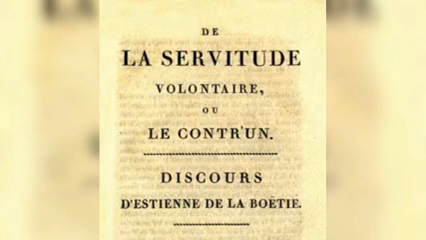 DE
LA SERVITUDE
VOLONTAIRE,
OU
LE CONTR'UN.
DISCOURS
D'ESTIENNE DE LA BOËTIE.